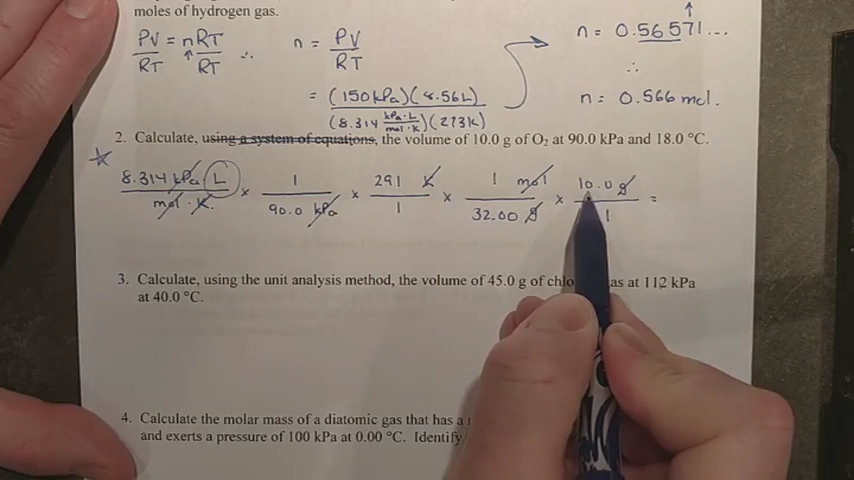 moles of hydrogen gas.
PV = nRT
RT RT
∴
n = PV
RT
= (150 kPa)(8.56L)
(8.314 kPa·L
mol·K)(273K)
n = 0.56571...
∴
n = 0.566 mol.
2. Calculate, using a system of equations, the volume of 10.0 g of O₂ at 90.0 kPa and 18.0 °C.
8.314 kPa L × 1 × 291 K × 1 mol × 10.0 g =
mol · K 90.0 kPa 1 32.00 g 1
3. Calculate, using the unit analysis method, the volume of 45.0 g of chlo as at 112 kPa
at 40.0 °C.
4. Calculate the molar mass of a diatomic gas that has a
and exerts a pressure of 100 kPa at 0.00 °C. Identify